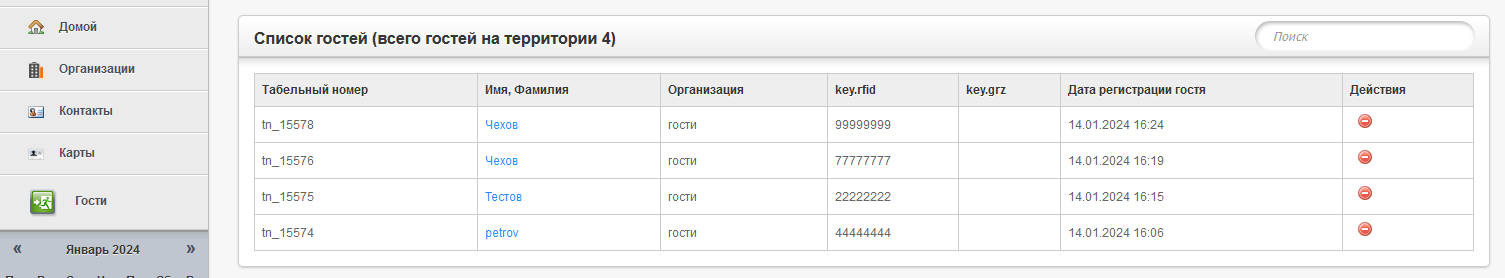 Домой
Организации
Контакты
Карты
Гости
« Январь 2024 »
Список гостей (всего гостей на территории 4)
Поиск
Табельный номер Имя, Фамилия Организация key.rfid key.grz Дата регистрации гостя Действия
tn_15578 Чехов гости 99999999 14.01.2024 16:24
tn_15576 Чехов гости 77777777 14.01.2024 16:19
tn_15575 Тестов гости 22222222 14.01.2024 16:15
tn_15574 petrov гости 44444444 14.01.2024 16:06